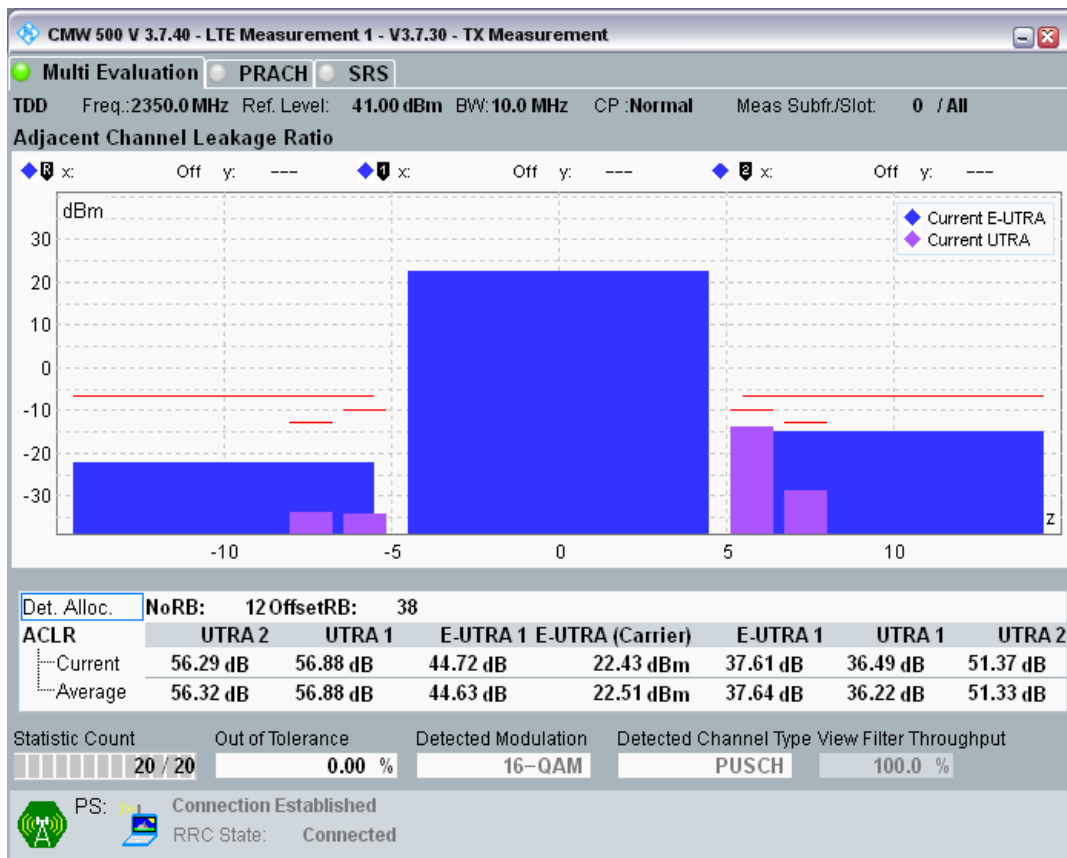 CMW 500 V 3.7.40 - LTE Measurement 1 - V3.7.30 - TX Measurement
Multi Evaluation PRACH SRS
TDD Freq.:2350.0 MHz Ref. Level: 41.00 dBm BW:10.0 MHz CP :Normal Meas Subfr./Slot: 0 / All
Adjacent Channel Leakage Ratio
R x: Off y: --- 1 x: Off y: --- 2 x: Off y: ---
dBm
Current E-UTRA
Current UTRA
30
20
10
0
-10
-20
-30
z
-10 -5 0 5 10
Det. Alloc. NoRB: 12 OffsetRB: 38
ACLR UTRA 2 UTRA 1 E-UTRA 1 E-UTRA (Carrier) E-UTRA 1 UTRA 1 UTRA 2
Current 56.29 dB 56.88 dB 44.72 dB 22.43 dBm 37.61 dB 36.49 dB 51.37 dB
Average 56.32 dB 56.88 dB 44.63 dB 22.51 dBm 37.64 dB 36.22 dB 51.33 dB
Statistic Count Out of Tolerance Detected Modulation Detected Channel Type View Filter Throughput
20 / 20 0.00 % 16-QAM PUSCH 100.0 %
PS: Connection Established
RRC State: Connected